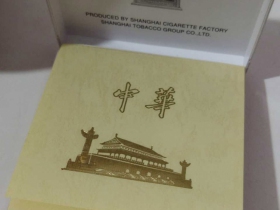 PRODUCED BY SHANGHAI CIGARETTE FACTORY
SHANGHAI TOBACCO GROUP CO.,LTD.
中華